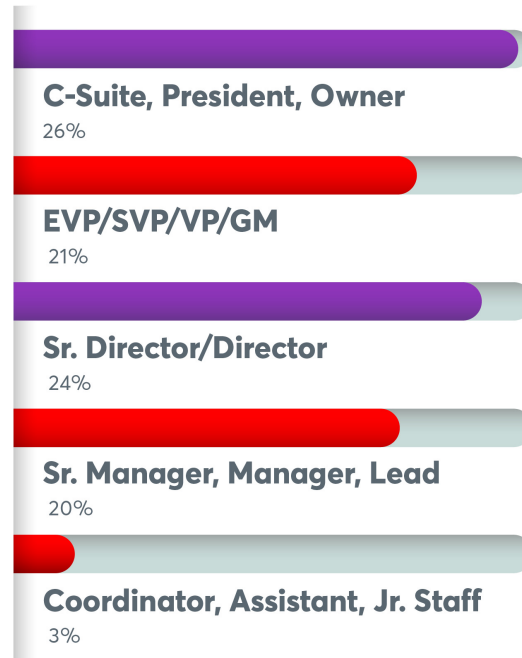 C-Suite, President, Owner
26%
EVP/SVP/VP/GM
21%
Sr. Director/Director
24%
Sr. Manager, Manager, Lead
20%
Coordinator, Assistant, Jr. Staff
3%